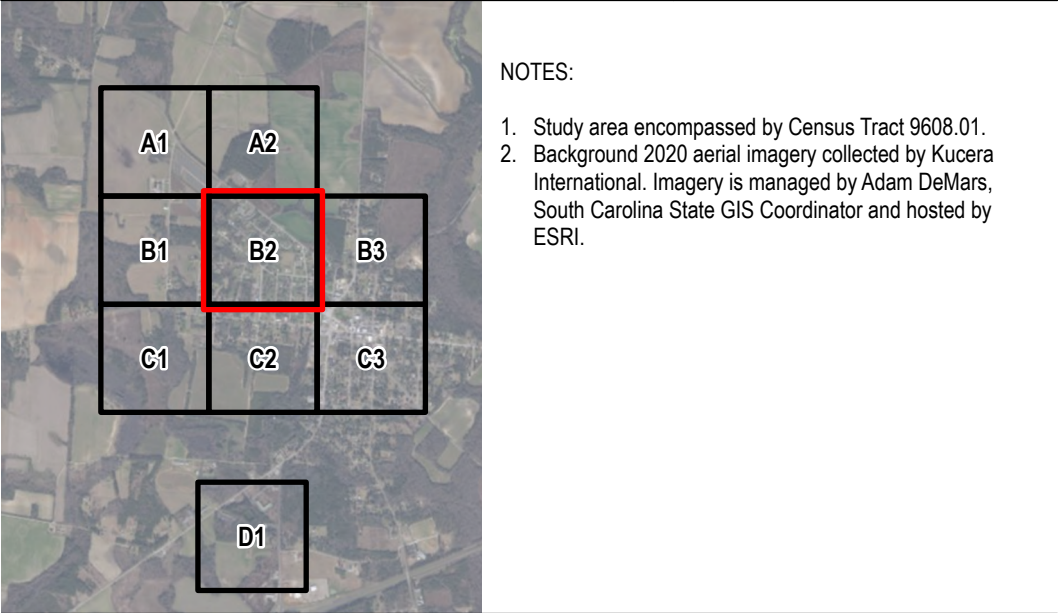 A1 A2
B1 B2 B3
C1 C2 C3
D1
NOTES:
1. Study area encompassed by Census Tract 9608.01.
2. Background 2020 aerial imagery collected by Kucera
International. Imagery is managed by Adam DeMars,
South Carolina State GIS Coordinator and hosted by
ESRI.